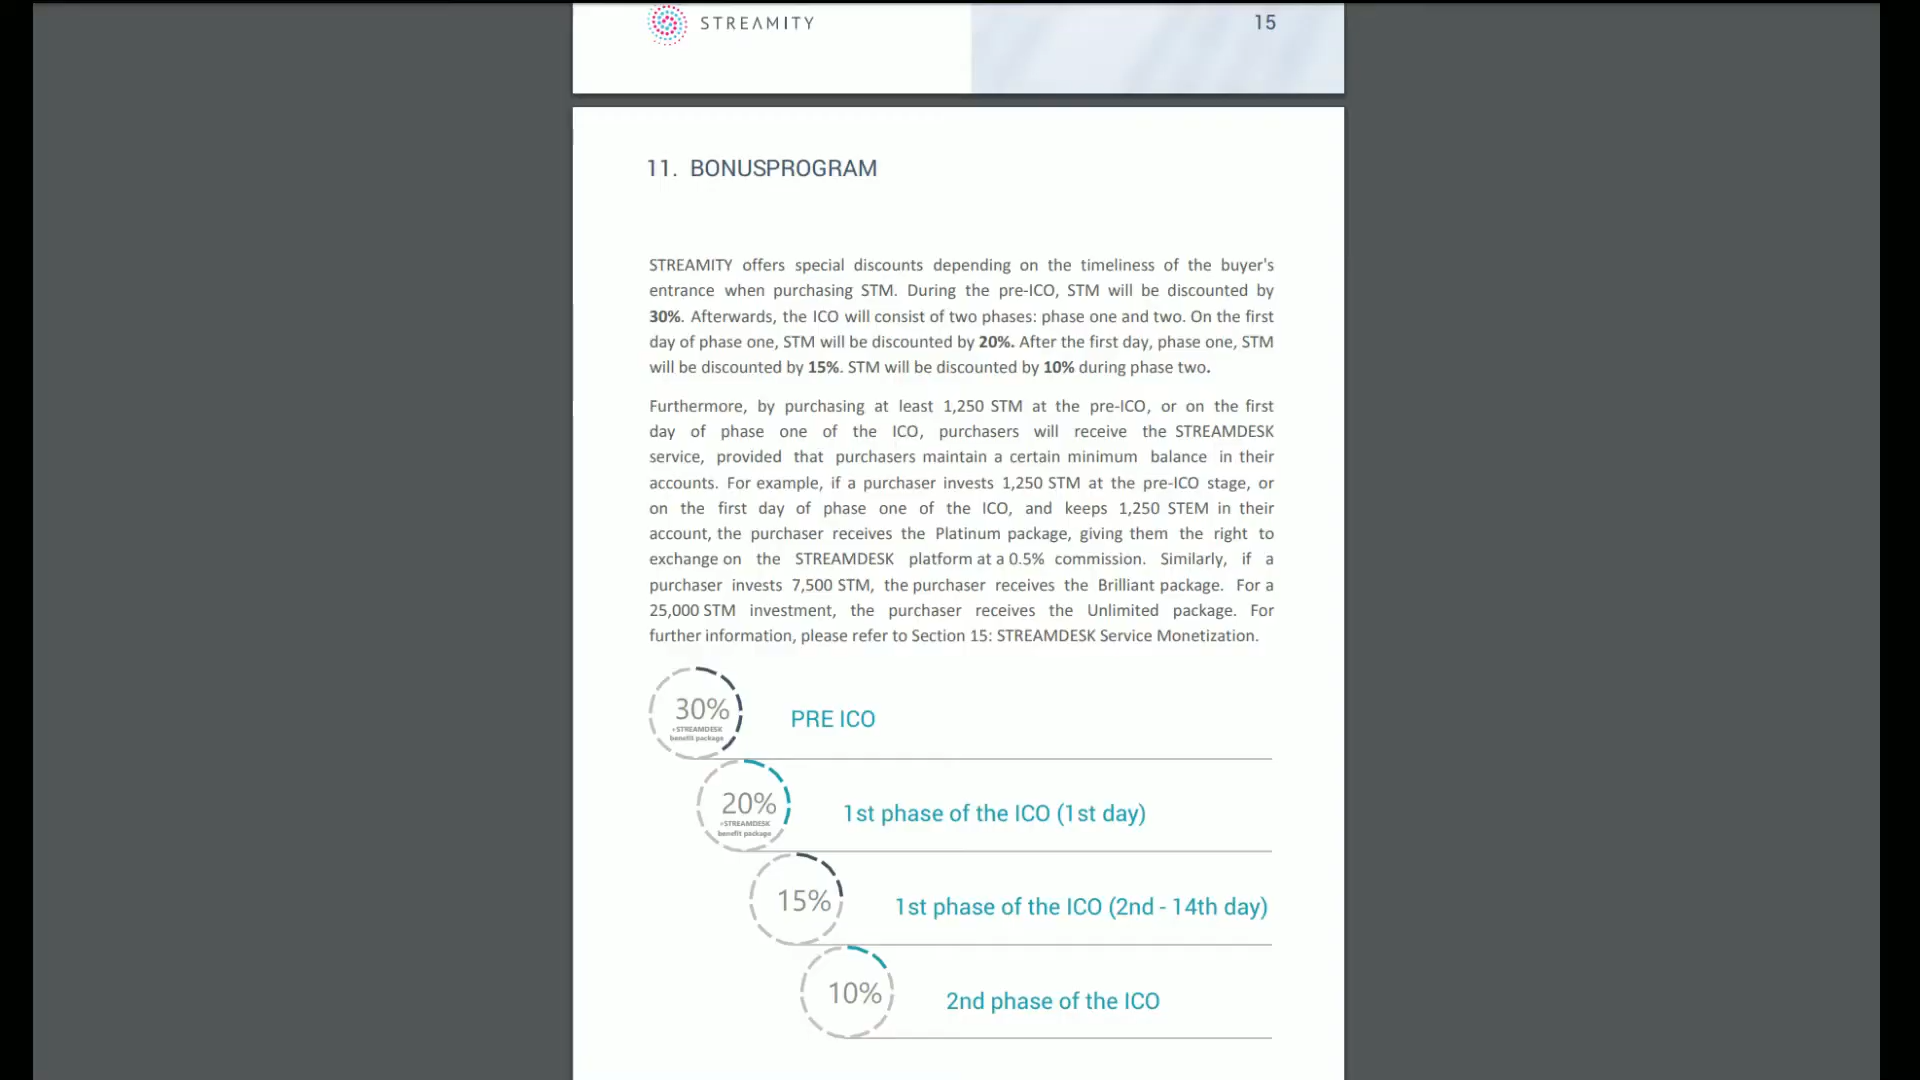 STREAMITY
15
11. BONUSPROGRAM
STREAMITY offers special discounts depending on the timeliness of the buyer's
entrance when purchasing STM. During the pre-ICO, STM will be discounted by
30%. Afterwards, the ICO will consist of two phases: phase one and two. On the first
day of phase one, STM will be discounted by 20%. After the first day, phase one, STM
will be discounted by 15%. STM will be discounted by 10% during phase two.
Furthermore, by purchasing at least 1,250 STM at the pre-ICO, or on the first
day of phase one of the ICO, purchasers will receive the STREAMDESK
service, provided that purchasers maintain a certain minimum balance in their
accounts. For example, if a purchaser invests 1,250 STM at the pre-ICO stage, or
on the first day of phase one of the ICO, and keeps 1,250 STEM in their
account, the purchaser receives the Platinum package, giving them the right to
exchange on the STREAMDESK platform at a 0.5% commission. Similarly, if a
purchaser invests 7,500 STM, the purchaser receives the Brilliant package. For a
25,000 STM investment, the purchaser receives the Unlimited package. For
further information, please refer to Section 15: STREAMDESK Service Monetization.
30%
+STREAMDESK
benefit package
PRE ICO
20%
+STREAMDESK
benefit package
1st phase of the ICO (1st day)
15%
1st phase of the ICO (2nd - 14th day)
10%
2nd phase of the ICO